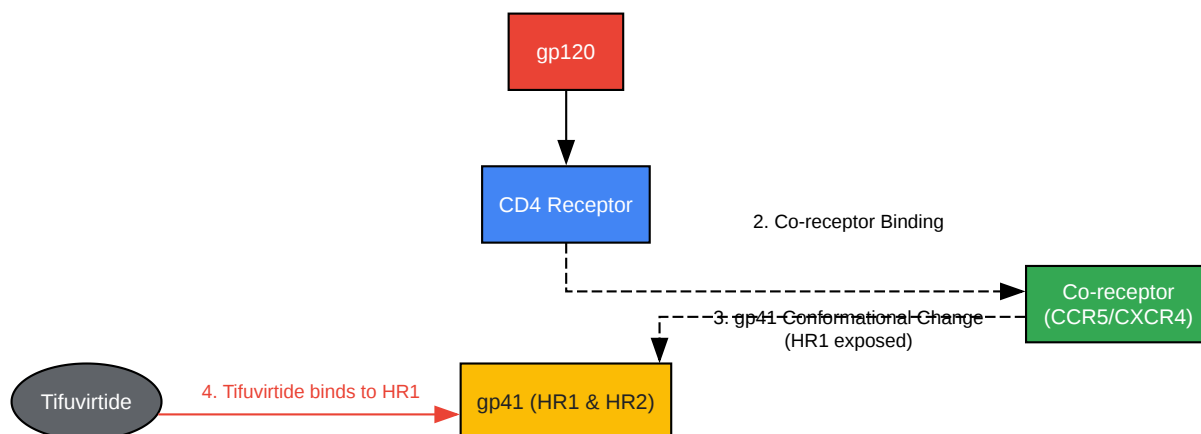 gp120
CD4 Receptor
2. Co-receptor Binding
Co-receptor
(CCR5/CXCR4)
3. gp41 Conformational Change
(HR1 exposed)
Tifuvirtide
4. Tifuvirtide binds to HR1
gp41 (HR1 & HR2)